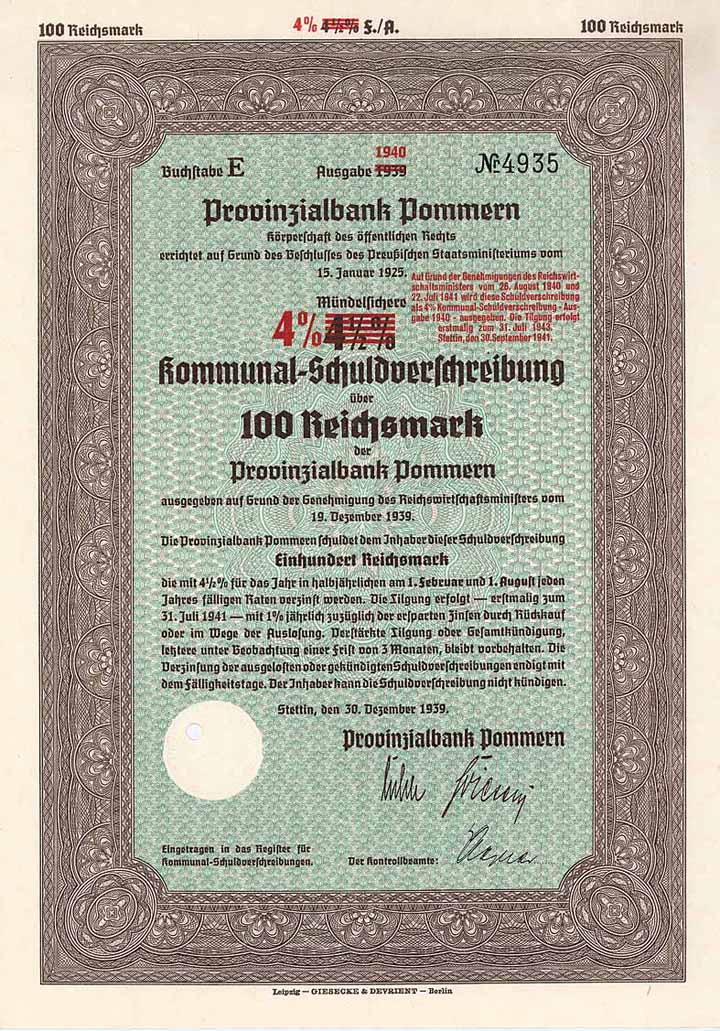 100 Reichsmark 4% 4½% F./A. 100 Reichsmark
1940
Buchstabe E Ausgabe 1939 № 4935
Provinzialbank Pommern
Körperschaft des öffentlichen Rechts
errichtet auf Grund des Beschlusses des Preußischen Staatsministeriums vom
15. Januar 1925.
Auf Grund der Genehmigungen des Reichswirt-
schaftsministers vom 26. August 1940 und
22. Juli 1941 wird diese Schuldverschreibung
als 4% Kommunal-Schuldverschreibung - Aus-
gabe 1940 - ausgegeben. Die Tilgung erfolgt
erstmalig zum 31. Juli 1943.
Stettin, den 30. September 1941.
Mündelsichere
4% 4½%
Kommunal-Schuldverschreibung
über
100 Reichsmark
der
Provinzialbank Pommern
ausgegeben auf Grund der Genehmigung des Reichswirtschaftsministers vom
19. Dezember 1939.
Die Provinzialbank Pommern schuldet dem Inhaber dieser Schuldverschreibung
Einhundert Reichsmark
die mit 4½% für das Jahr in halbjährlichen am 1. Februar und 1. August jeden
Jahres fälligen Raten verzinst werden. Die Tilgung erfolgt — erstmalig zum
31. Juli 1941 — mit 1% jährlich zuzüglich der ersparten Zinsen durch Rückkauf
oder im Wege der Auslosung. Verstärkte Tilgung oder Gesamtkündigung,
letztere unter Beobachtung einer Frist von 3 Monaten, bleibt vorbehalten. Die
Verzinsung der ausgelosten oder gekündigten Schuldverschreibungen endigt mit
dem Fälligkeitstage. Der Inhaber kann die Schuldverschreibung nicht kündigen.
Stettin, den 30. Dezember 1939.
Provinzialbank Pommern
Eingetragen in das Register für
Kommunal-Schuldverschreibungen.
Der Kontrollbeamte:
Leipzig — GIESECKE & DEVRIENT — Berlin